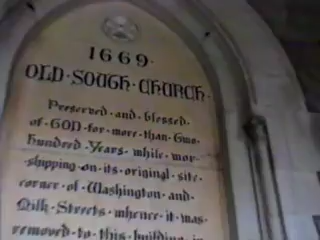 1669.
OLD·SOUTH·CHURCH·
Preserved·and·blessed·
of·GOD·for·more·than·two·
hundred·Years·while·wor-
shipping·on·its·original·site·
corner·of·Washington·and·
Milk·Streets·whence·it·was·
removed·to·this·building·in